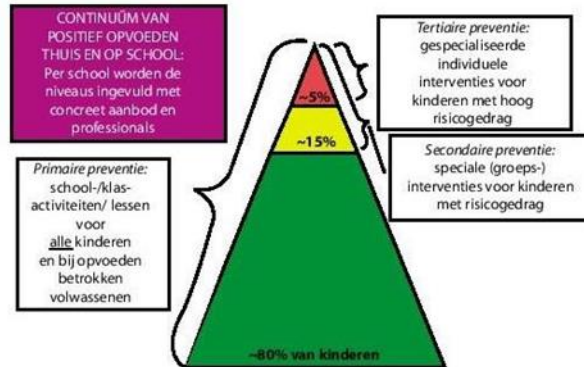 CONTINUÜM VAN
POSITIEF OPVOEDEN
THUIS EN OP SCHOOL:
Per school worden de
niveaus ingevuld met
concreet aanbod en
professionals
Primaire preventie:
school-/klas-
activiteiten/ lessen
voor
alle kinderen
en bij opvoeden
betrokken
volwassenen
~5%
~15%
~80% van kinderen
Tertiaire preventie:
gespecialiseerde
individuele
interventies voor
kinderen met hoog
risicogedrag
Secondaire preventie:
speciale (groeps-)
interventies voor kinderen
met risicogedrag